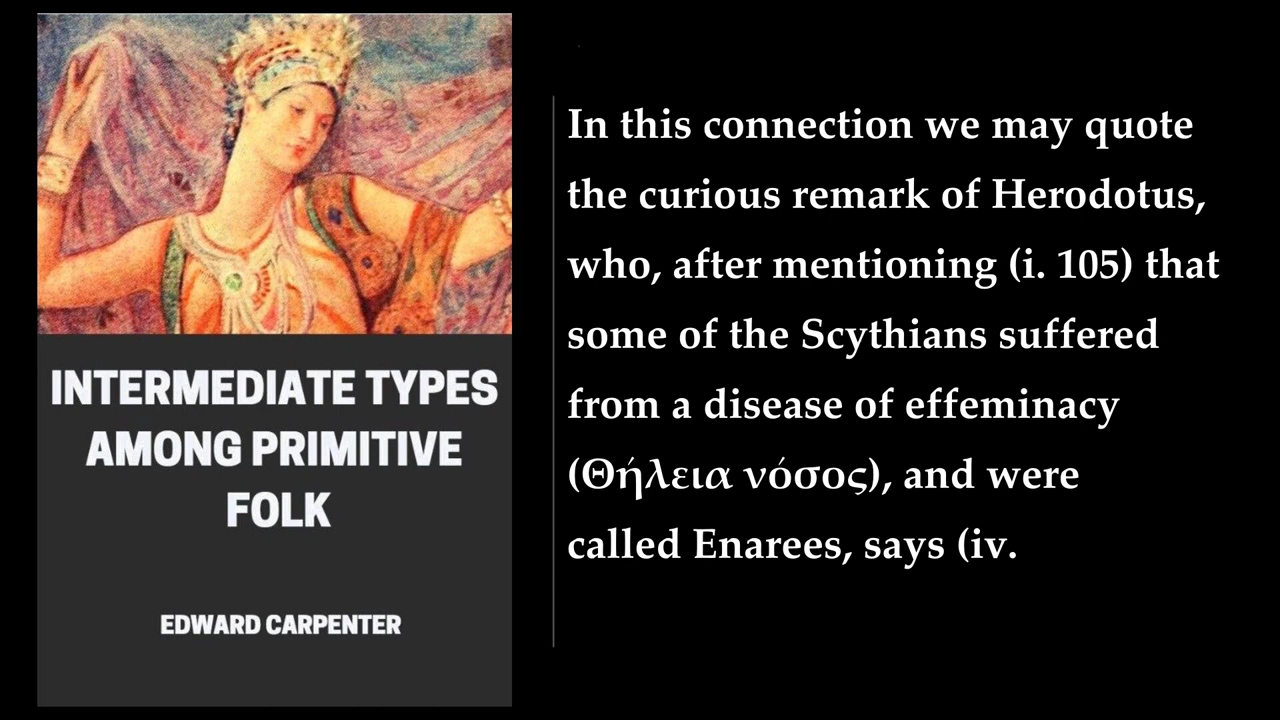 INTERMEDIATE TYPES
AMONG PRIMITIVE
FOLK
EDWARD CARPENTER
In this connection we may quote
the curious remark of Herodotus,
who, after mentioning (i. 105) that
some of the Scythians suffered
from a disease of effeminacy
(Θήλεια νόσος), and were
called Enarees, says (iv.